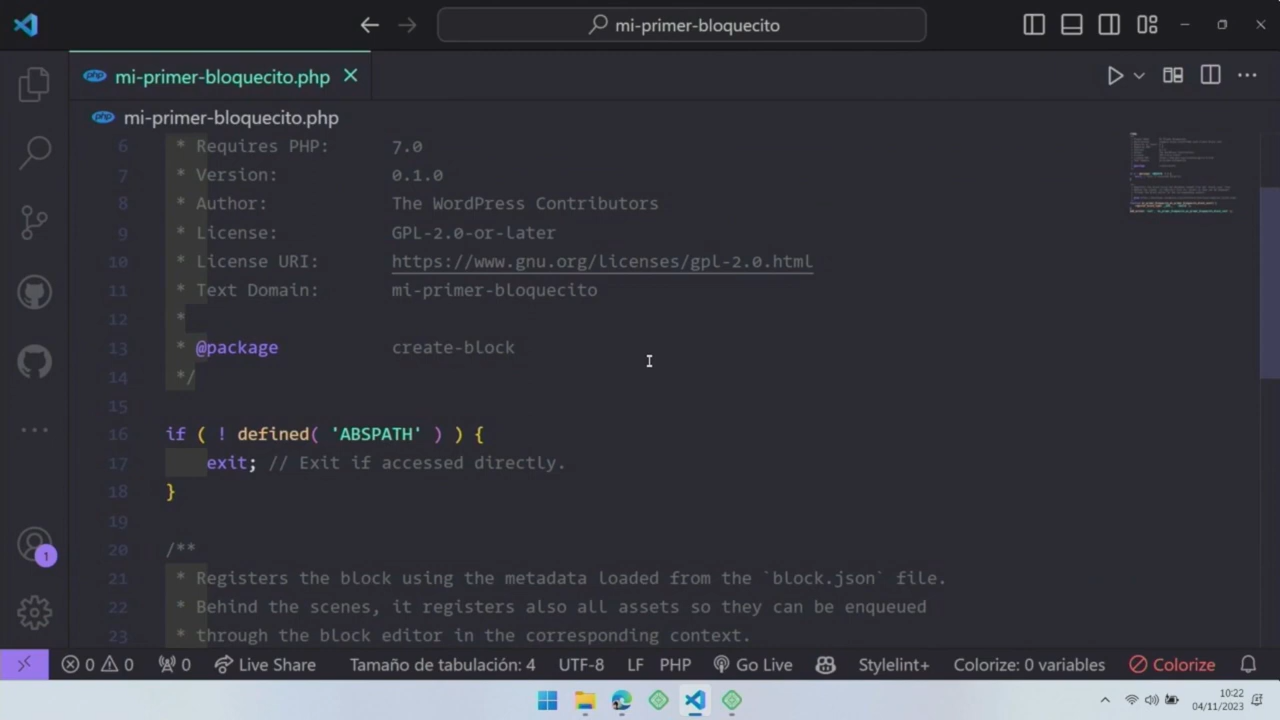 mi-primer-bloquecito
mi-primer-bloquecito.php
mi-primer-bloquecito.php
6 * Requires PHP: 7.0
7 * Version: 0.1.0
8 * Author: The WordPress Contributors
9 * License: GPL-2.0-or-later
10 * License URI: https://www.gnu.org/licenses/gpl-2.0.html
11 * Text Domain: mi-primer-bloquecito
12 *
13 * @package create-block
14 */
15
16 if ( ! defined( 'ABSPATH' ) ) {
17 exit; // Exit if accessed directly.
18 }
19
20 /**
21 * Registers the block using the metadata loaded from the `block.json` file.
22 * Behind the scenes, it registers also all assets so they can be enqueued
23 * through the block editor in the corresponding context.
1
0 0 0 Live Share Tamaño de tabulación: 4 UTF-8 LF PHP Go Live Stylelint+ Colorize: 0 variables Colorize
10:22
04/11/2023